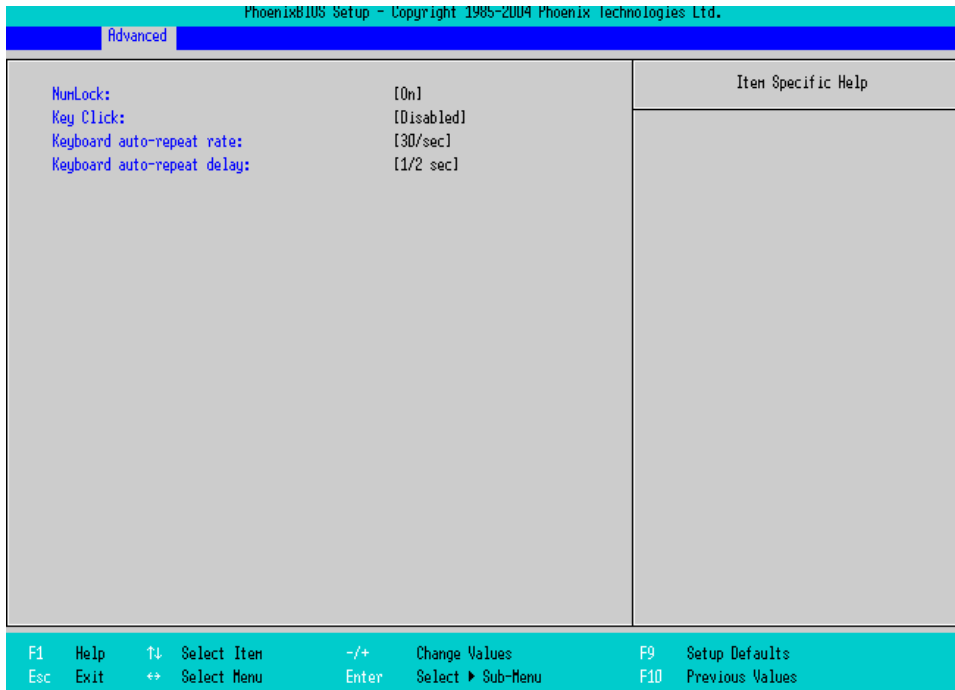 PhoenixBIOS Setup - Copyright 1985-2004 Phoenix Technologies Ltd.
Advanced
Item Specific Help
NumLock: [On]
Key Click: [Disabled]
Keyboard auto-repeat rate: [30/sec]
Keyboard auto-repeat delay: [1/2 sec]
F1 Help ↑↓ Select Item -/+ Change Values F9 Setup Defaults
Esc Exit ↔ Select Menu Enter Select ▶ Sub-Menu F10 Previous Values